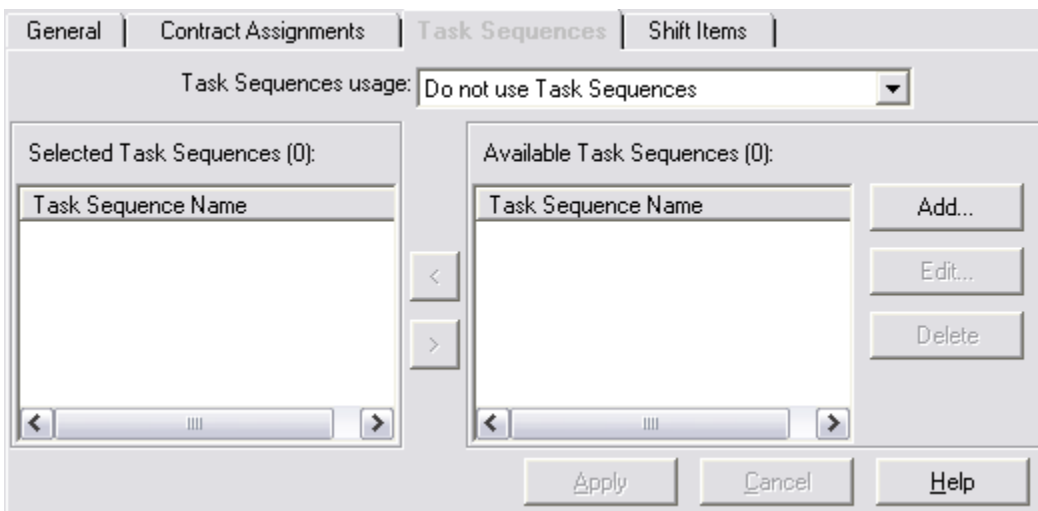 General Contract Assignments Task Sequences Shift Items
Task Sequences usage: Do not use Task Sequences
Selected Task Sequences (0): Available Task Sequences (0):
Task Sequence Name Task Sequence Name Add...
< Edit...
> Delete
Apply Cancel Help